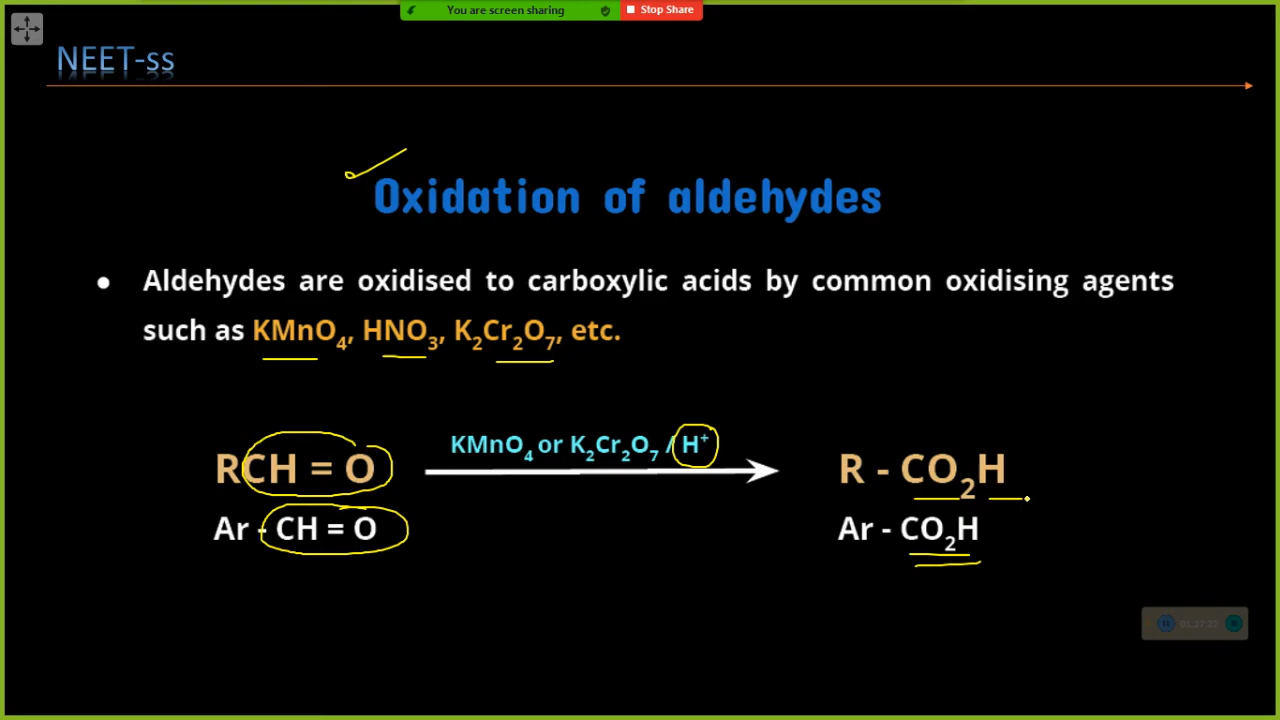 You are screen sharing Stop Share
NEET-ss
Oxidation of aldehydes
● Aldehydes are oxidised to carboxylic acids by common oxidising agents
such as KMnO₄, HNO₃, K₂Cr₂O₇, etc.
KMnO₄ or K₂Cr₂O₇ / H⁺
RCH = O R - CO₂H
Ar - CH = O Ar - CO₂H